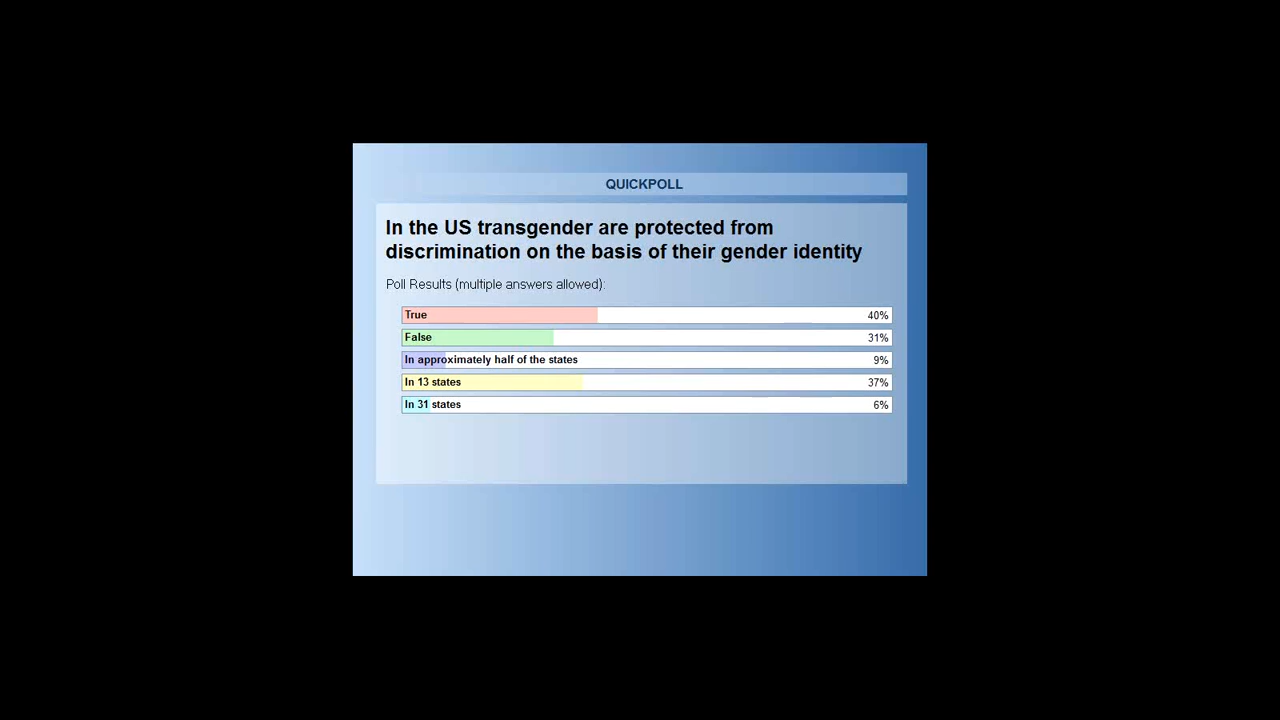 QUICKPOLL
In the US transgender are protected from
discrimination on the basis of their gender identity
Poll Results (multiple answers allowed):
True 40%
False 31%
In approximately half of the states 9%
In 13 states 37%
In 31 states 6%